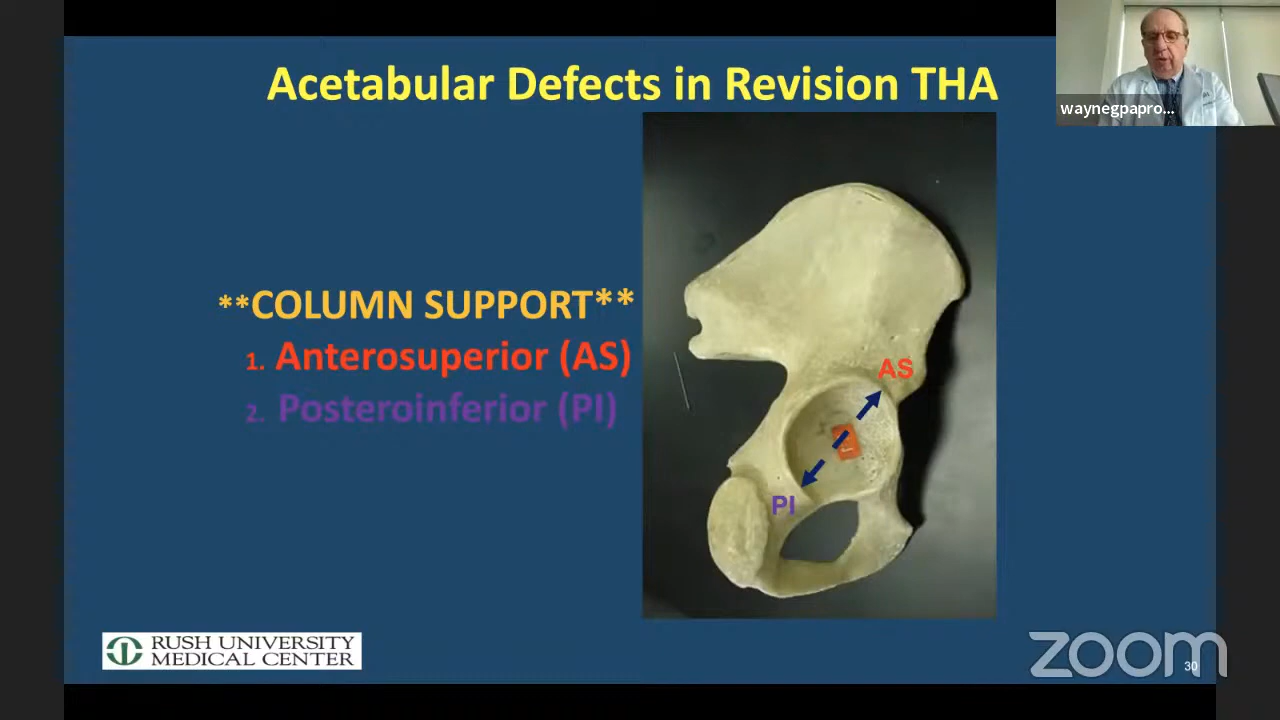 Acetabular Defects in Revision THA
waynegpapro...
**COLUMN SUPPORT**
1. Anterosuperior (AS)
2. Posteroinferior (PI)
AS
PI
RUSH UNIVERSITY
MEDICAL CENTER
zoom
30